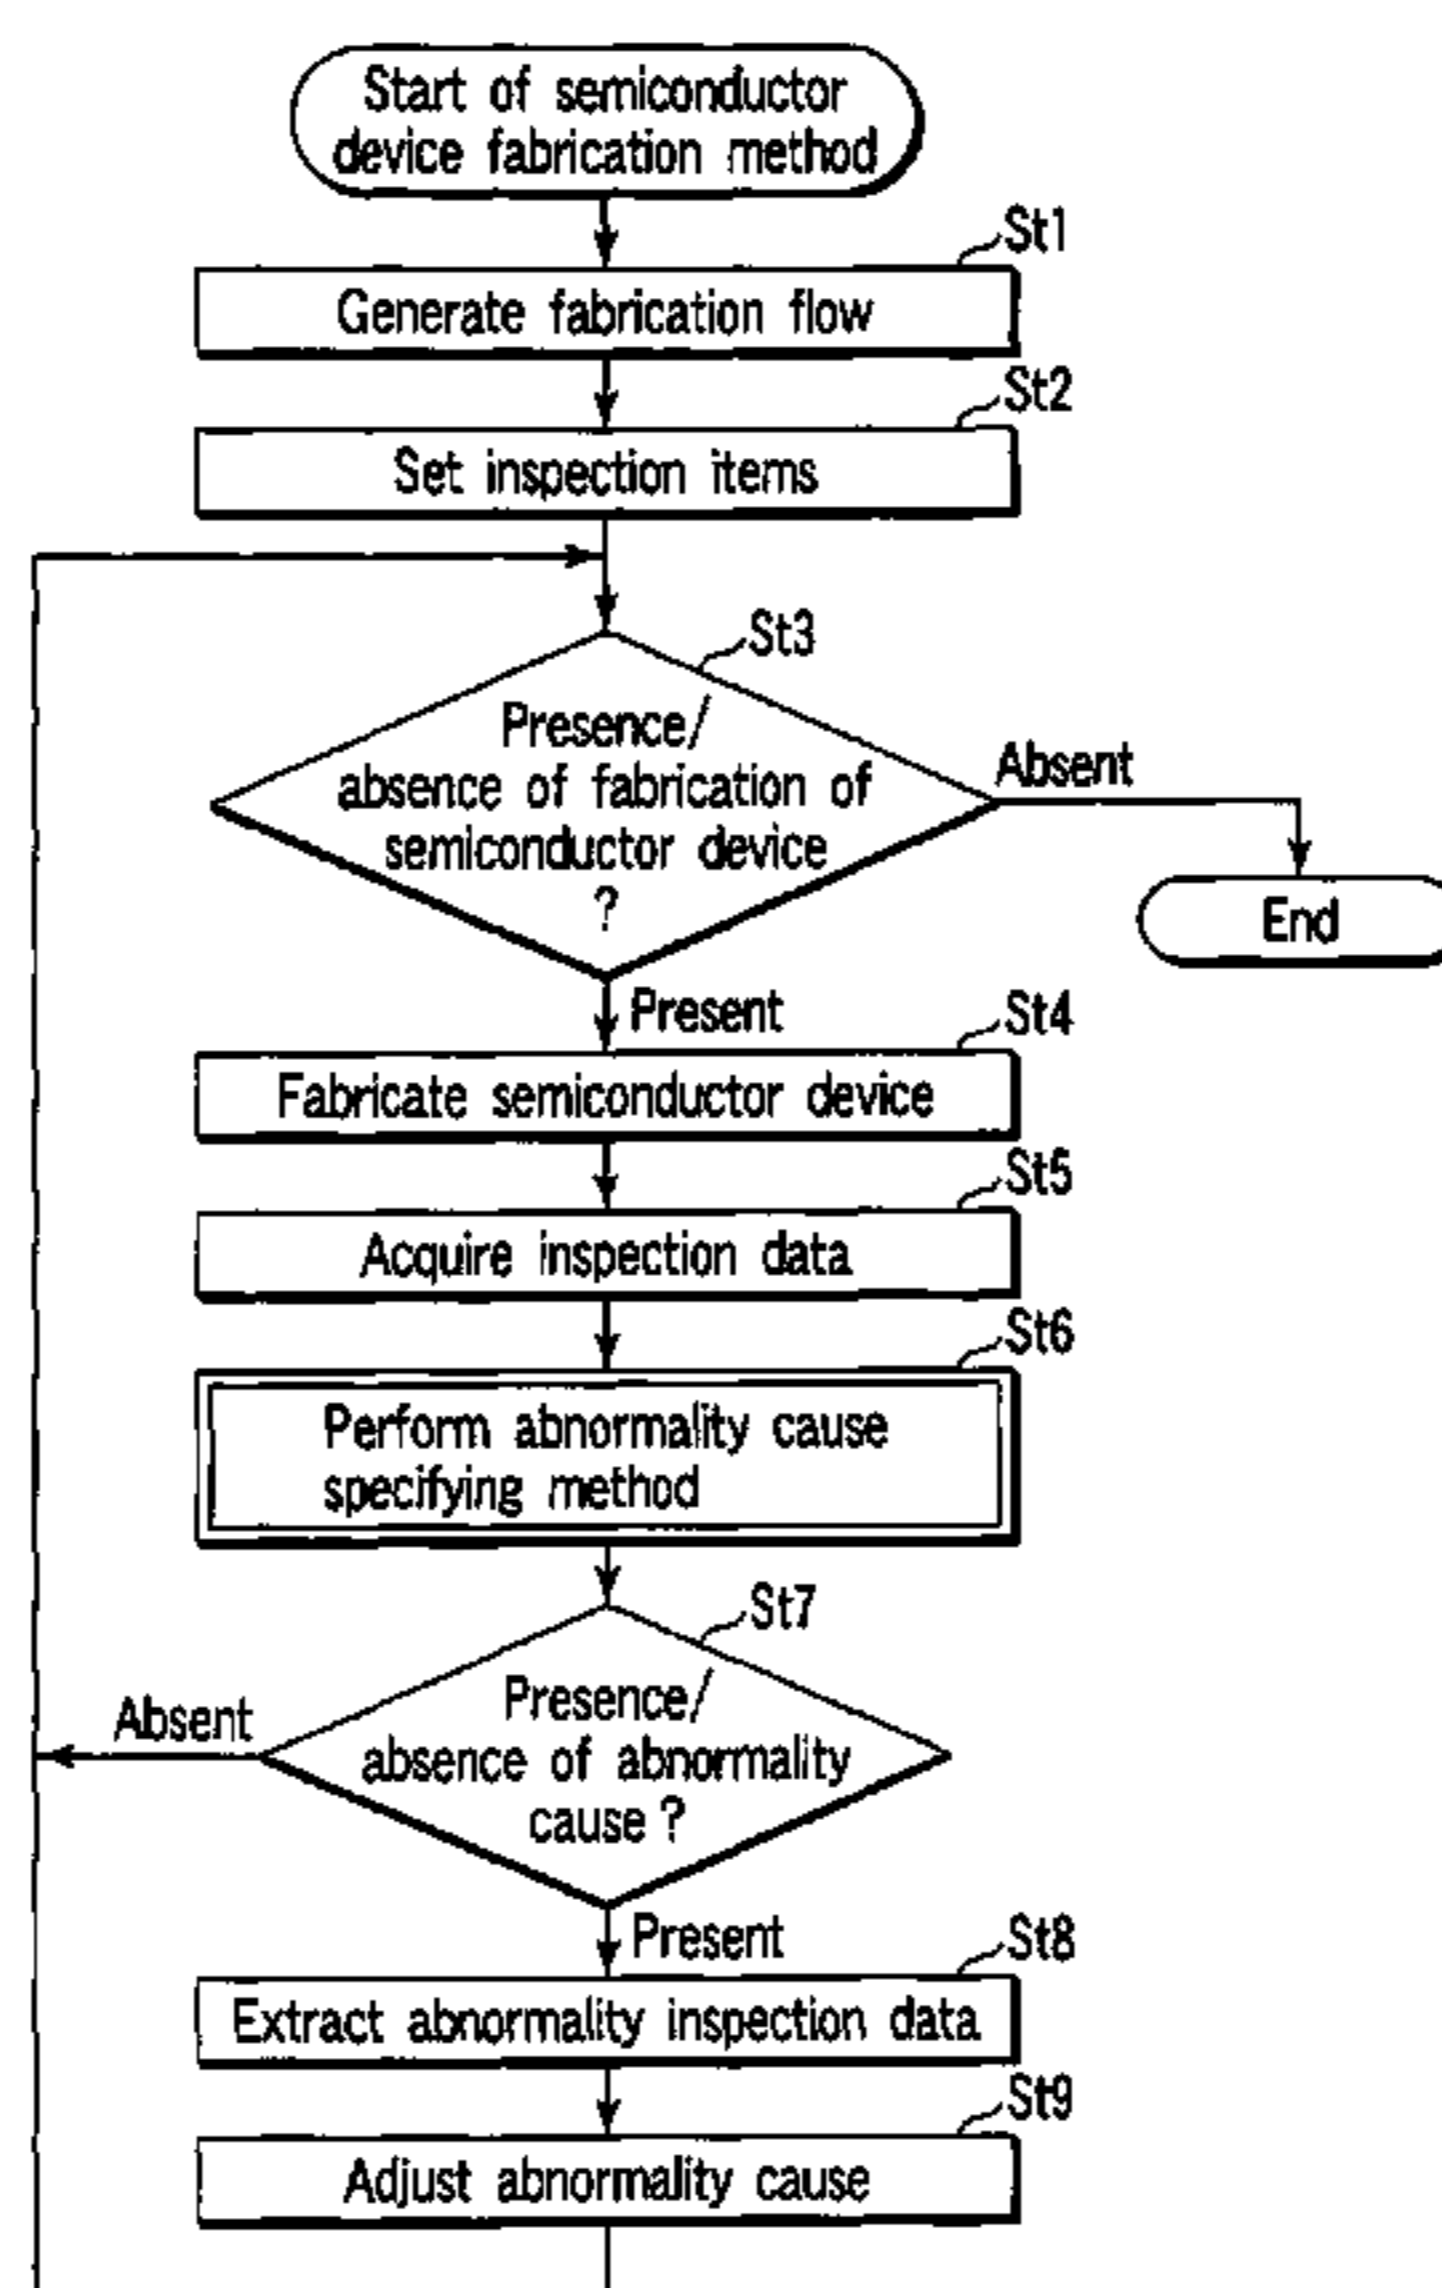 Start of semiconductor
device fabrication method
St1
Generate fabrication flow
St2
Set inspection items
St3
Presence/
absence of fabrication of
semiconductor device
?
Absent
End
Present
St4
Fabricate semiconductor device
St5
Acquire inspection data
St6
Perform abnormality cause
specifying method
St7
Presence/
absence of abnormality
cause ?
Absent
Present
St8
Extract abnormality inspection data
St9
Adjust abnormality cause